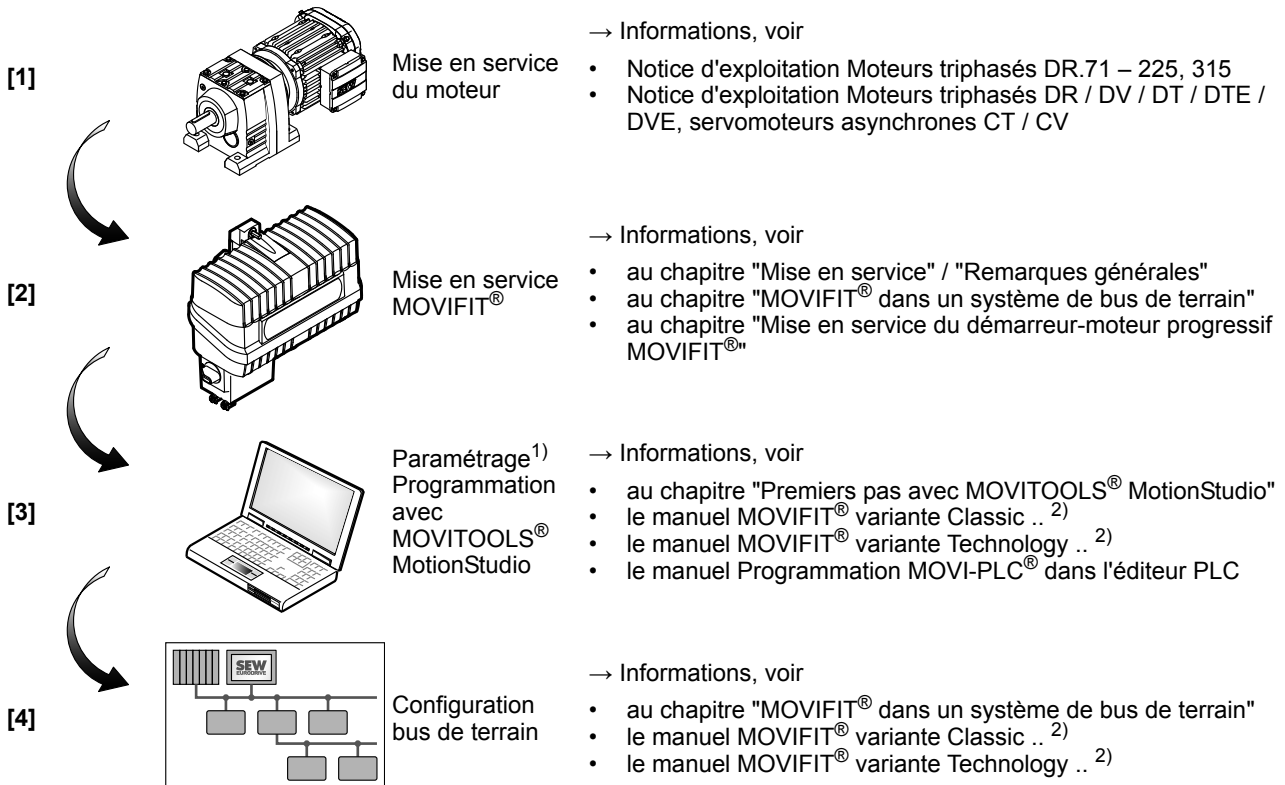 [1]
Mise en service
du moteur
→ Informations, voir
• Notice d'exploitation Moteurs triphasés DR.71 – 225, 315
• Notice d'exploitation Moteurs triphasés DR / DV / DT / DTE /
DVE, servomoteurs asynchrones CT / CV
[2]
Mise en service
MOVIFIT®
→ Informations, voir
• au chapitre "Mise en service" / "Remarques générales"
• au chapitre "MOVIFIT® dans un système de bus de terrain"
• au chapitre "Mise en service du démarreur-moteur progressif
MOVIFIT®"
[3]
Paramétrage1)
Programmation
avec
MOVITOOLS®
MotionStudio
→ Informations, voir
• au chapitre "Premiers pas avec MOVITOOLS® MotionStudio"
• le manuel MOVIFIT® variante Classic .. 2)
• le manuel MOVIFIT® variante Technology .. 2)
• le manuel Programmation MOVI-PLC® dans l'éditeur PLC
[4]
SEW
EURODRIVE
Configuration
bus de terrain
→ Informations, voir
• au chapitre "MOVIFIT® dans un système de bus de terrain"
• le manuel MOVIFIT® variante Classic .. 2)
• le manuel MOVIFIT® variante Technology .. 2)